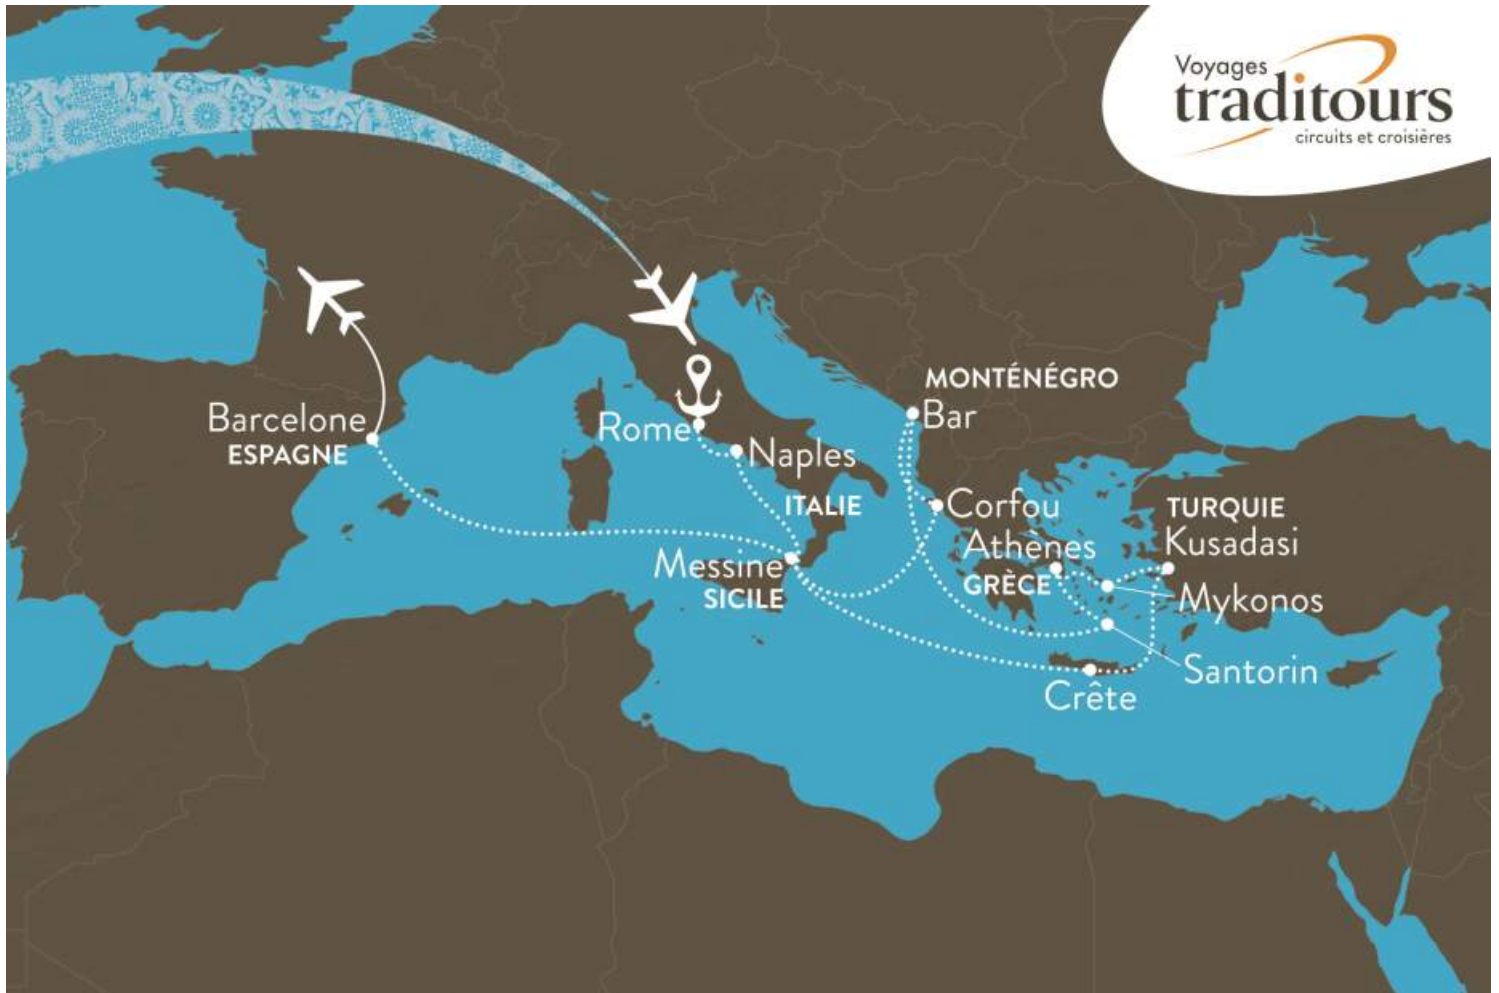 Voyages
traditours
circuits et croisières
MONTÉNÉGRO
Bar
Barcelone
ESPAGNE
Rome
Naples
ITALIE
Corfou
Athènes
GRÈCE
TURQUIE
Kusadasi
Messine
SICILE
Mykonos
Santorin
Crête